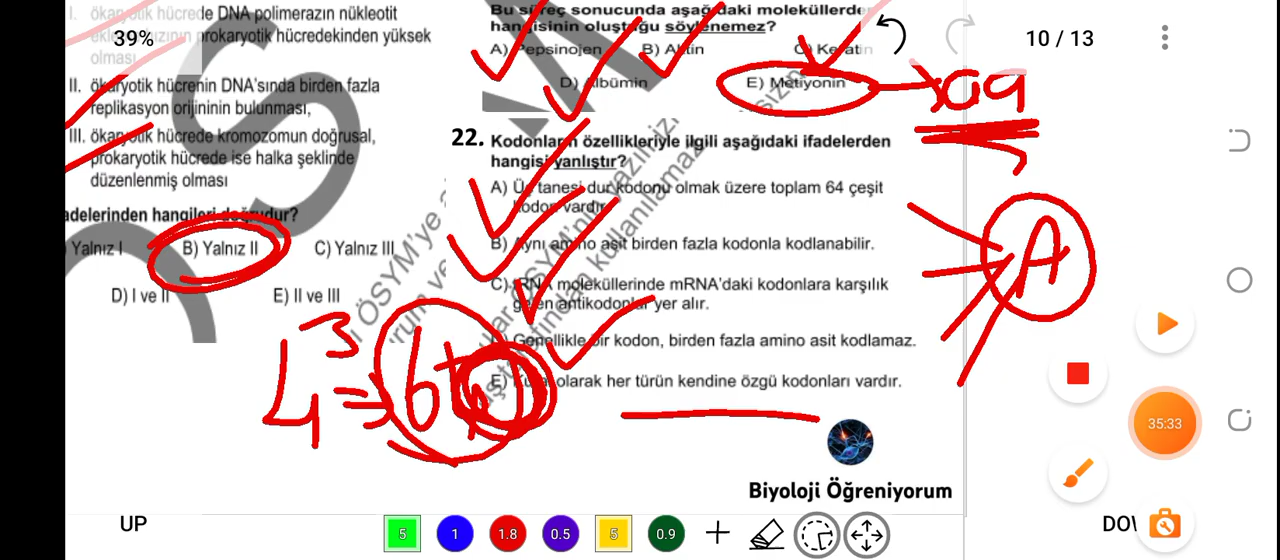 39%
10 / 13
I. ökaryotik hücrede DNA polimerazın nükleotit
ekleme hızının prokaryotik hücredekinden yüksek
olması,
II. ökaryotik hücrenin DNA'sında birden fazla
replikasyon orijininin bulunması,
III. ökaryotik hücrede kromozomun doğrusal,
prokaryotik hücrede ise halka şeklinde
düzenlenmiş olması
adelerinden hangileri doğrudur?
Yalnız I B) Yalnız II C) Yalnız III
D) I ve II E) II ve III
4³ = 64
Bu süreç sonucunda aşağıdaki moleküllerden
hangisinin oluştuğu söylenemez?
A) Pepsinojen B) Aktin C) Keratin
D) Albümin E) Metiyonin
22. Kodonların özellikleriyle ilgili aşağıdaki ifadelerden
hangisi yanlıştır?
A) Üç tanesi dur kodonu olmak üzere toplam 64 çeşit
kodon vardır.
B) Aynı amino asit birden fazla kodonla kodlanabilir.
C) tRNA moleküllerinde mRNA'daki kodonlara karşılık
gelen antikodonlar yer alır.
D) Genellikle bir kodon, birden fazla amino asit kodlamaz.
E) Kural olarak her türün kendine özgü kodonları vardır.
A
Biyoloji Öğreniyorum
35:33
UP
5 1 1.8 0.5 5 0.9